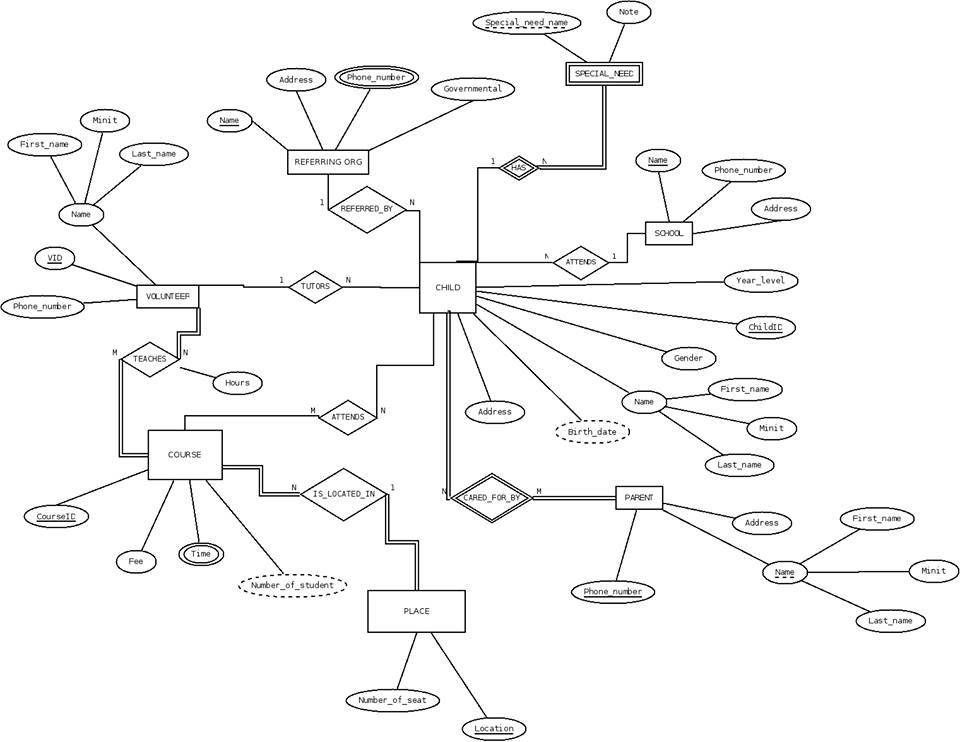 Special_need_name
Note
SPECIAL_NEED
Address
Phone_number
Governmental
Name
REFERRING ORG
1
REFERRED_BY
N
1
HAS
N
Name
Phone_number
Address
SCHOOL
N
ATTENDS
1
First_name
Minit
Last_name
Name
VID
Phone_number
VOLUNTEER
1
TUTORS
N
CHILD
Year_level
ChildID
Gender
Name
First_name
Minit
Last_name
Address
Birth_date
M
TEACHES
N
Hours
M
ATTENDS
N
COURSE
CourseID
Fee
Time
Number_of_student
N
IS_LOCATED_IN
1
PLACE
Number_of_seat
Location
N
CARED_FOR_BY
M
PARENT
Address
Phone_number
Name
First_name
Minit
Last_name